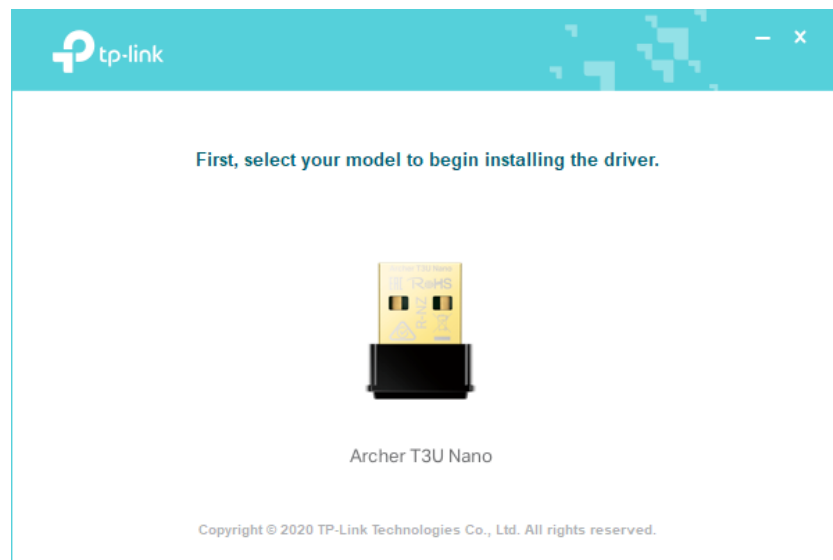 tp-link
First, select your model to begin installing the driver.
Archer T3U Nano
RoHS
R-NZ
Archer T3U Nano
Copyright © 2020 TP-Link Technologies Co., Ltd. All rights reserved.